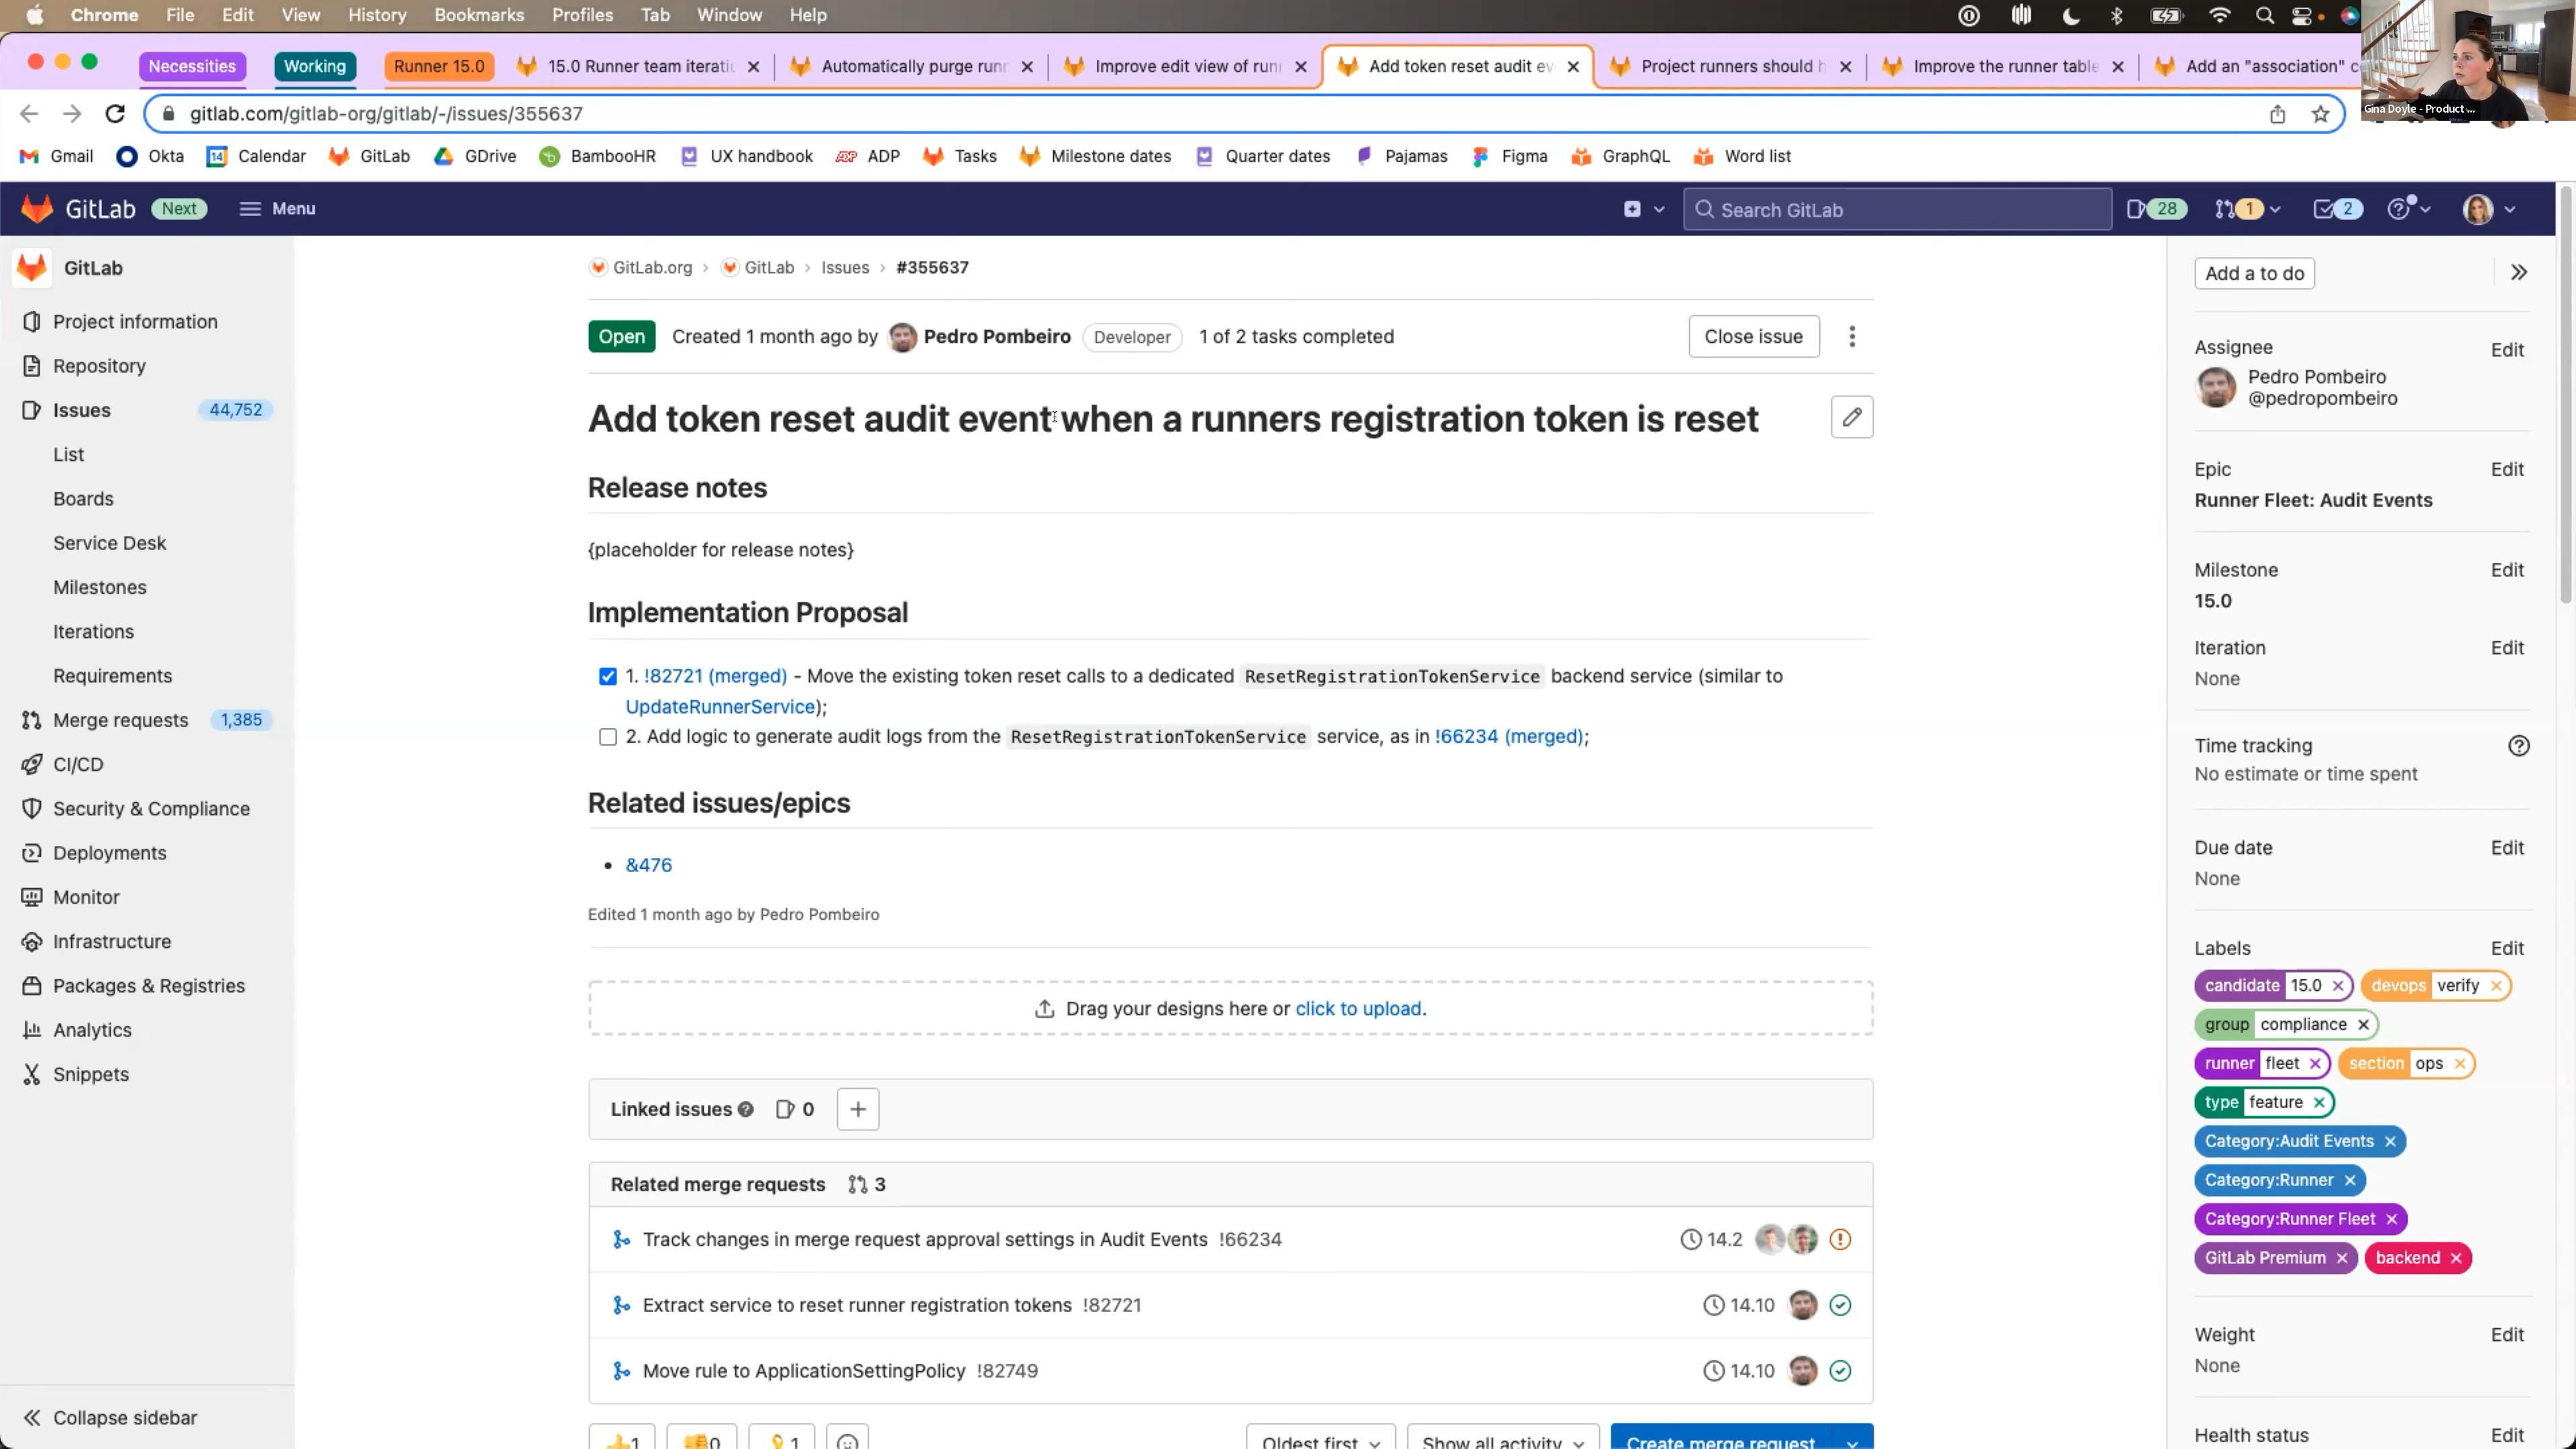 Chrome File Edit View History Bookmarks Profiles Tab Window Help
Necessities Working Runner 15.0 15.0 Runner team iterati Automatically purge run Improve edit view of run Add token reset audit ev Project runners should h Improve the runner table Add an "association" c
Gina Doyle - Product ...
gitlab.com/gitlab-org/gitlab/-/issues/355637
Gmail Okta 14 Calendar GitLab GDrive BambooHR UX handbook ADP ADP Tasks Milestone dates Quarter dates Pajamas Figma GraphQL Word list
GitLab Next Menu Search GitLab 28 1 2
GitLab
Project information
Repository
Issues 44,752
List
Boards
Service Desk
Milestones
Iterations
Requirements
Merge requests 1,385
CI/CD
Security & Compliance
Deployments
Monitor
Infrastructure
Packages & Registries
Analytics
Snippets
Collapse sidebar
GitLab.org › GitLab › Issues › #355637
Open Created 1 month ago by Pedro Pombeiro Developer 1 of 2 tasks completed Close issue
Add token reset audit event when a runners registration token is reset
Release notes
{placeholder for release notes}
Implementation Proposal
1. !82721 (merged) - Move the existing token reset calls to a dedicated ResetRegistrationTokenService backend service (similar to
UpdateRunnerService);
2. Add logic to generate audit logs from the ResetRegistrationTokenService service, as in !66234 (merged);
Related issues/epics
• &476
Edited 1 month ago by Pedro Pombeiro
Drag your designs here or click to upload.
Linked issues 0
Related merge requests 3
Track changes in merge request approval settings in Audit Events !66234 14.2
Extract service to reset runner registration tokens !82721 14.10
Move rule to ApplicationSettingPolicy !82749 14.10
1 0 1 Oldest first Show all activity Create merge request
Add a to do
Assignee Edit
Pedro Pombeiro
@pedropombeiro
Epic Edit
Runner Fleet: Audit Events
Milestone Edit
15.0
Iteration Edit
None
Time tracking
No estimate or time spent
Due date Edit
None
Labels Edit
candidate 15.0 devops verify
group compliance
runner fleet section ops
type feature
Category:Audit Events
Category:Runner
Category:Runner Fleet
GitLab Premium backend
Weight Edit
None
Health status Edit